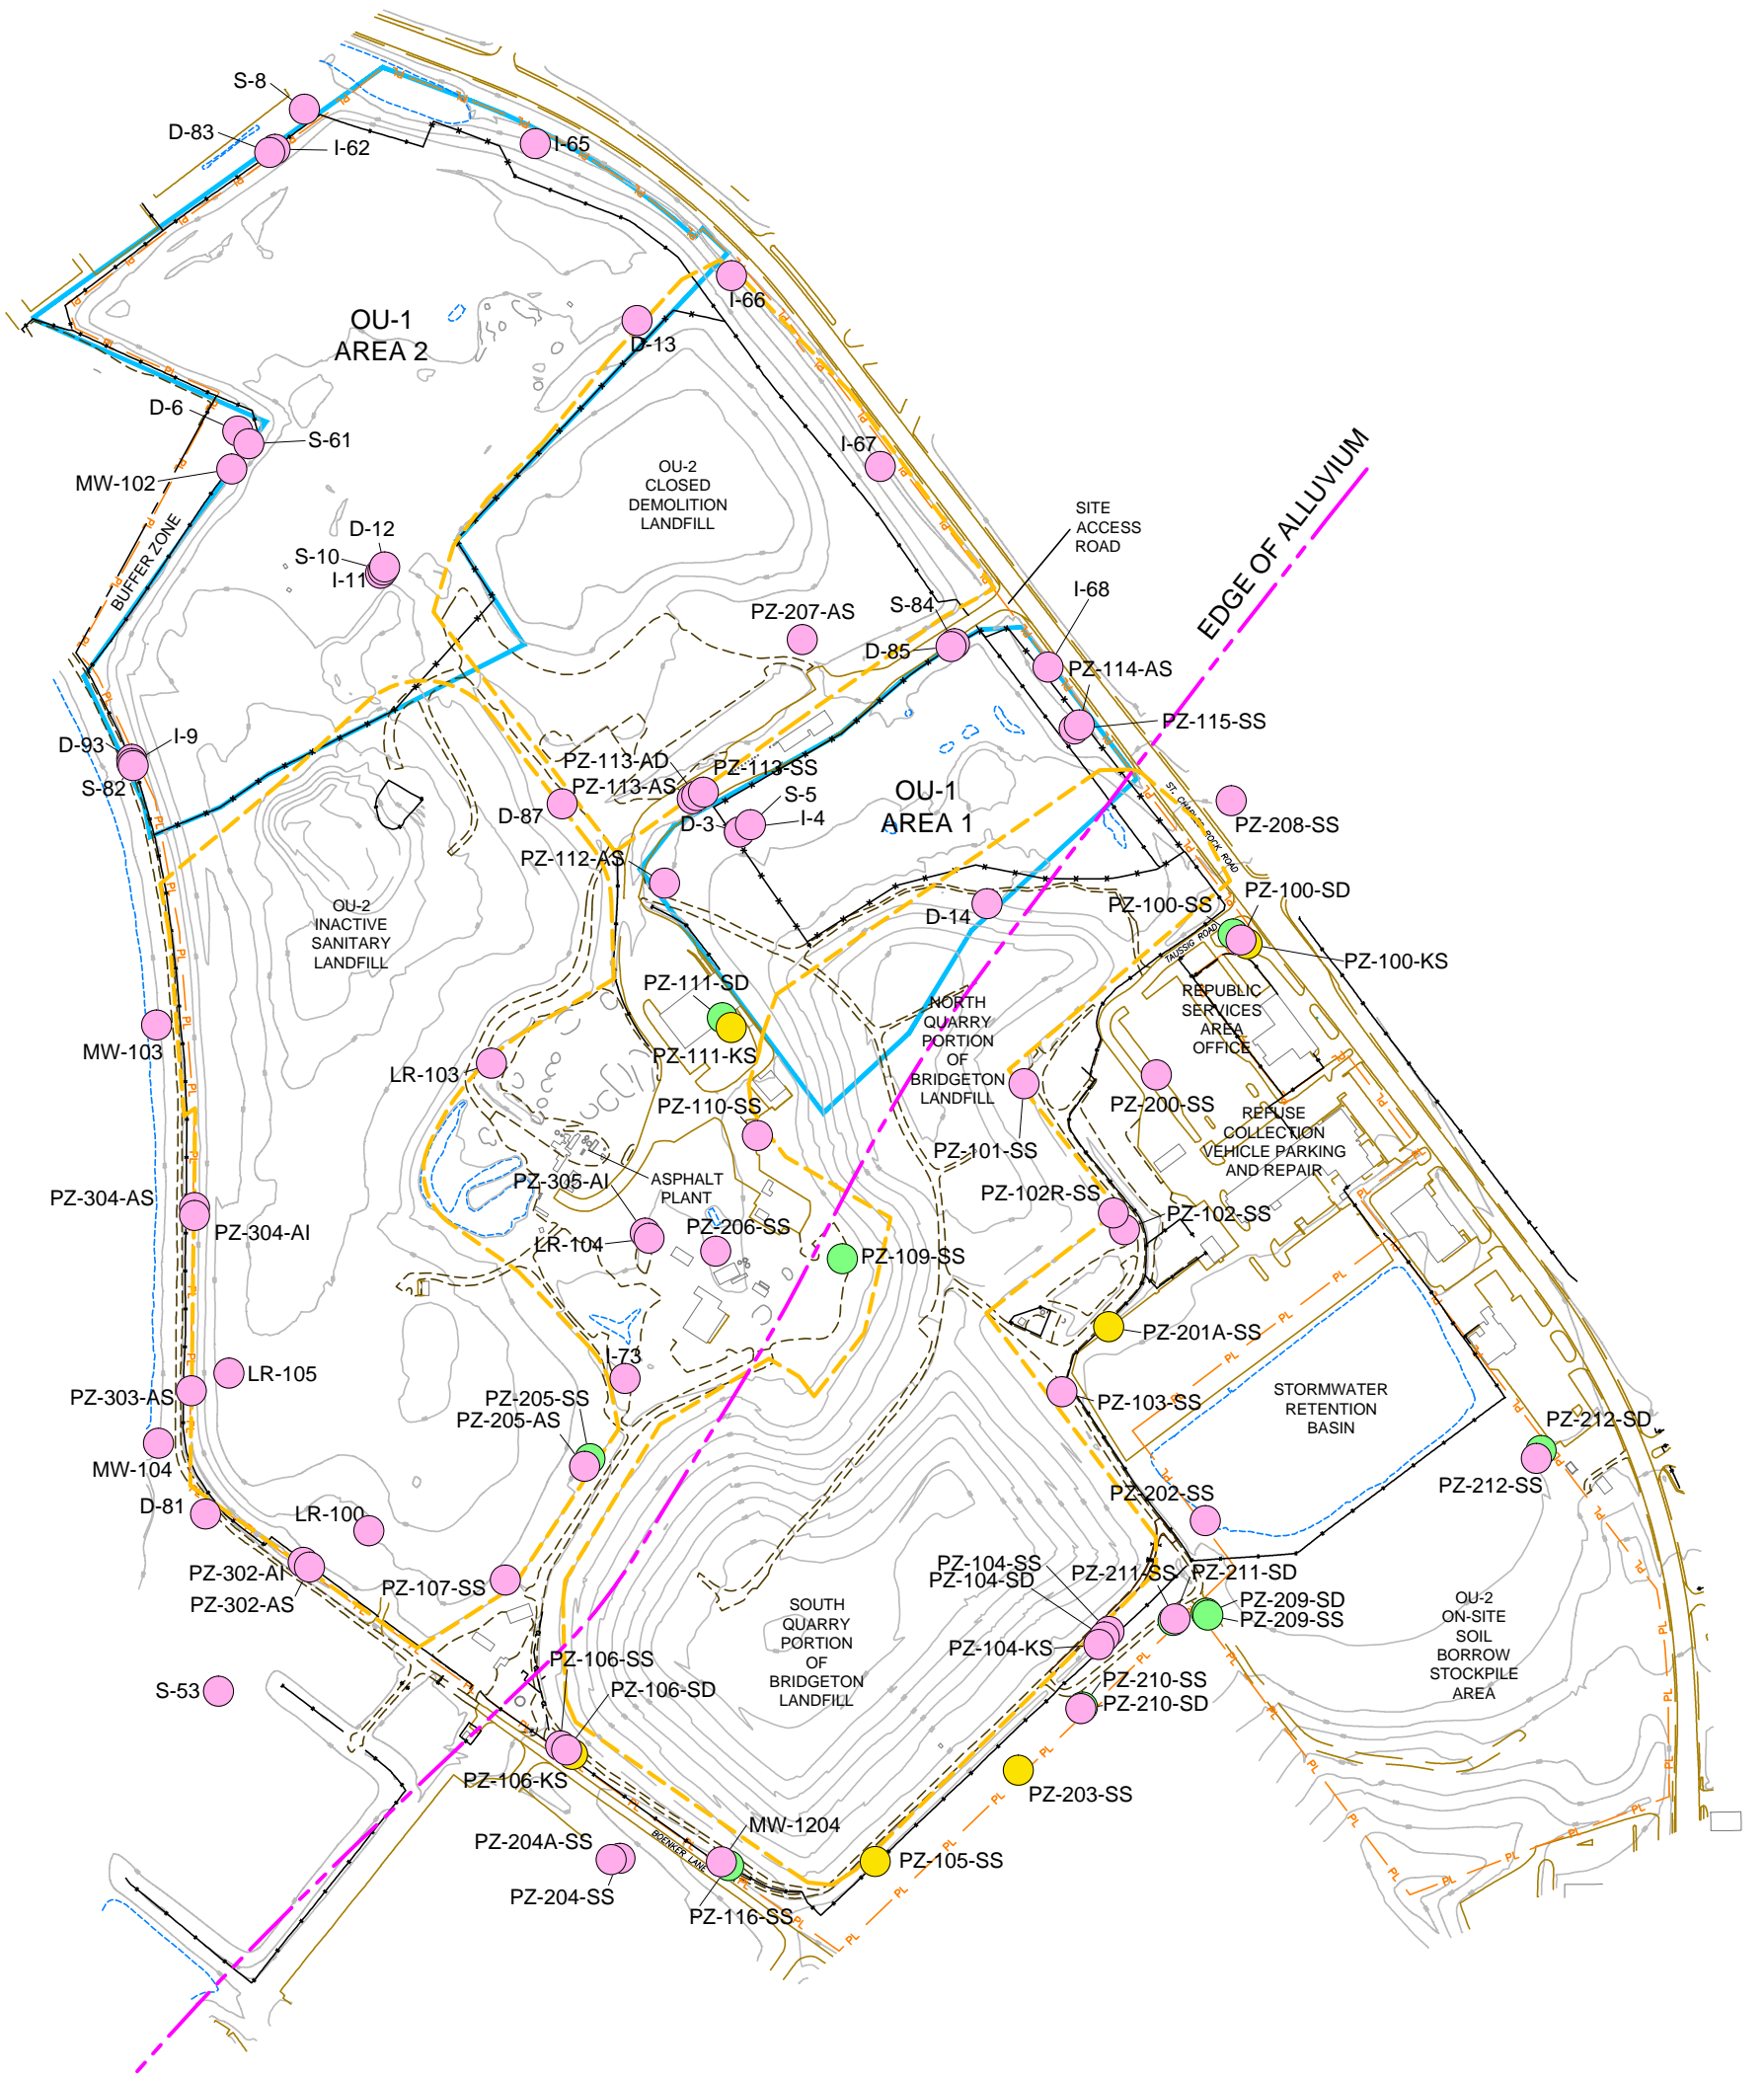 S-8
D-83
I-62
I-65
I-66
D-13
OU-1
AREA 2
D-6
S-61
MW-102
BUFFER ZONE
D-12
S-10
I-11
OU-2
CLOSED
DEMOLITION
LANDFILL
I-67
SITE
ACCESS
ROAD
EDGE OF ALLUVIUM
I-68
PZ-207-AS
S-84
D-85
PZ-114-AS
PZ-115-SS
D-93
I-9
S-82
PZ-113-AD
PZ-113-SS
PZ-113-AS
D-87
S-5
D-3
I-4
OU-1
AREA 1
ST. CHARLES ROCK ROAD
PZ-208-SS
PZ-112-AS
D-14
PZ-100-SS
PZ-100-SD
TAUSSIG ROAD
PZ-100-KS
OU-2
INACTIVE
SANITARY
LANDFILL
PZ-111-SD
PZ-111-KS
NORTH
QUARRY
PORTION
OF
BRIDGETON
LANDFILL
REPUBLIC
SERVICES
AREA
OFFICE
MW-103
LR-103
PZ-110-SS
PZ-101-SS
PZ-200-SS
REFUSE
COLLECTION
VEHICLE PARKING
AND REPAIR
ASPHALT
PLANT
PZ-304-AS
PZ-304-AI
PZ-305-AI
LR-104
PZ-206-SS
PZ-109-SS
PZ-102R-SS
PZ-102-SS
PZ-201A-SS
LR-105
PZ-303-AS
I-73
PZ-205-SS
PZ-205-AS
PZ-103-SS
STORMWATER
RETENTION
BASIN
PZ-212-SD
PZ-212-SS
MW-104
D-81
LR-100
PZ-302-AI
PZ-302-AS
PZ-107-SS
PZ-202-SS
PZ-104-SS
PZ-104-SD
PZ-211-SS
PZ-211-SD
PZ-209-SD
PZ-209-SS
PZ-104-KS
SOUTH
QUARRY
PORTION
OF
BRIDGETON
LANDFILL
OU-2
ON-SITE
SOIL
BORROW
STOCKPILE
AREA
S-53
PZ-106-SS
PZ-106-SD
PZ-106-KS
PZ-210-SS
PZ-210-SD
PZ-203-SS
PZ-204A-SS
PZ-204-SS
BOENKER LANE
MW-1204
PZ-116-SS
PZ-105-SS
PL